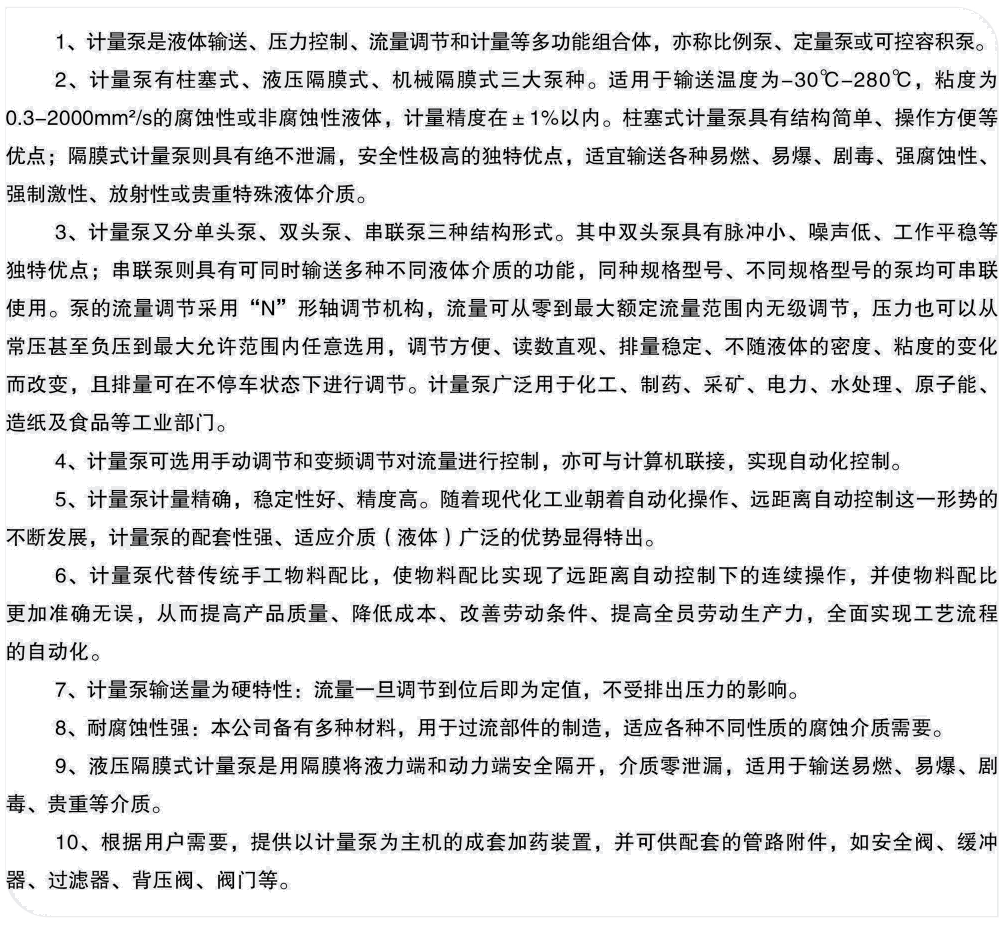 1、计量泵是液体输送、压力控制、流量调节和计量等多功能组合体，亦称比例泵、定量泵或可控容积泵。
2、计量泵有柱塞式、液压隔膜式、机械隔膜式三大泵种。适用于输送温度为-30℃-280℃，粘度为
0.3-2000mm²/s的腐蚀性或非腐蚀性液体，计量精度在±1%以内。柱塞式计量泵具有结构简单、操作方便等
优点；隔膜式计量泵则具有绝不泄漏，安全性极高的独特优点，适宜输送各种易燃、易爆、剧毒、强腐蚀性、
强制激性、放射性或贵重特殊液体介质。
3、计量泵又分单头泵、双头泵、串联泵三种结构形式。其中双头泵具有脉冲小、噪声低、工作平稳等
独特优点；串联泵则具有可同时输送多种不同液体介质的功能，同种规格型号、不同规格型号的泵均可串联
使用。泵的流量调节采用“N”形轴调节机构，流量可从零到最大额定流量范围内无级调节，压力也可以从
常压甚至负压到最大允许范围内任意选用，调节方便、读数直观、排量稳定、不随液体的密度、粘度的变化
而改变，且排量可在不停车状态下进行调节。计量泵广泛用于化工、制药、采矿、电力、水处理、原子能、
造纸及食品等工业部门。
4、计量泵可选用手动调节和变频调节对流量进行控制，亦可与计算机联接，实现自动化控制。
5、计量泵计量精确，稳定性好、精度高。随着现代化工业朝着自动化操作、远距离自动控制这一形势的
不断发展，计量泵的配套性强、适应介质（液体）广泛的优势显得特出。
6、计量泵代替传统手工物料配比，使物料配比实现了远距离自动控制下的连续操作，并使物料配比
更加准确无误，从而提高产品质量、降低成本、改善劳动条件、提高全员劳动生产力，全面实现工艺流程
的自动化。
7、计量泵输送量为硬特性：流量一旦调节到位后即为定值，不受排出压力的影响。
8、耐腐蚀性强：本公司备有多种材料，用于过流部件的制造，适应各种不同性质的腐蚀介质需要。
9、液压隔膜式计量泵是用隔膜将液力端和动力端安全隔开，介质零泄漏，适用于输送易燃、易爆、剧
毒、贵重等介质。
10、根据用户需要，提供以计量泵为主机的成套加药装置，并可供配套的管路附件，如安全阀、缓冲
器、过滤器、背压阀、阀门等。